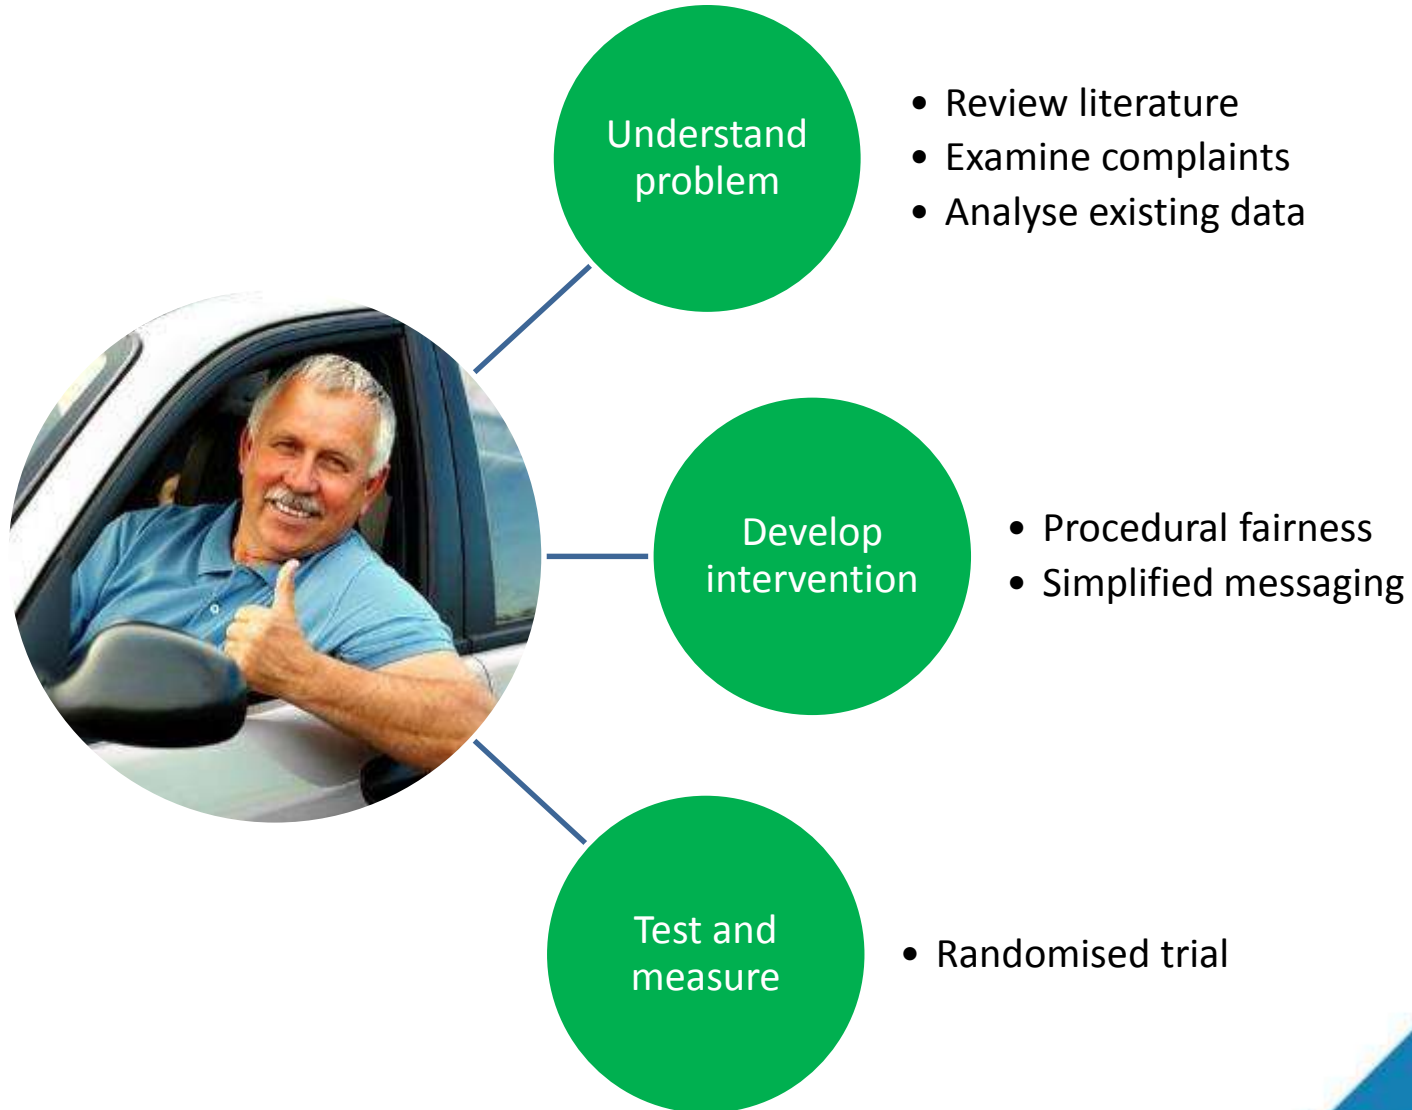 Understand
problem
• Review literature
• Examine complaints
• Analyse existing data
Develop
intervention
• Procedural fairness
• Simplified messaging
Test and
measure
• Randomised trial